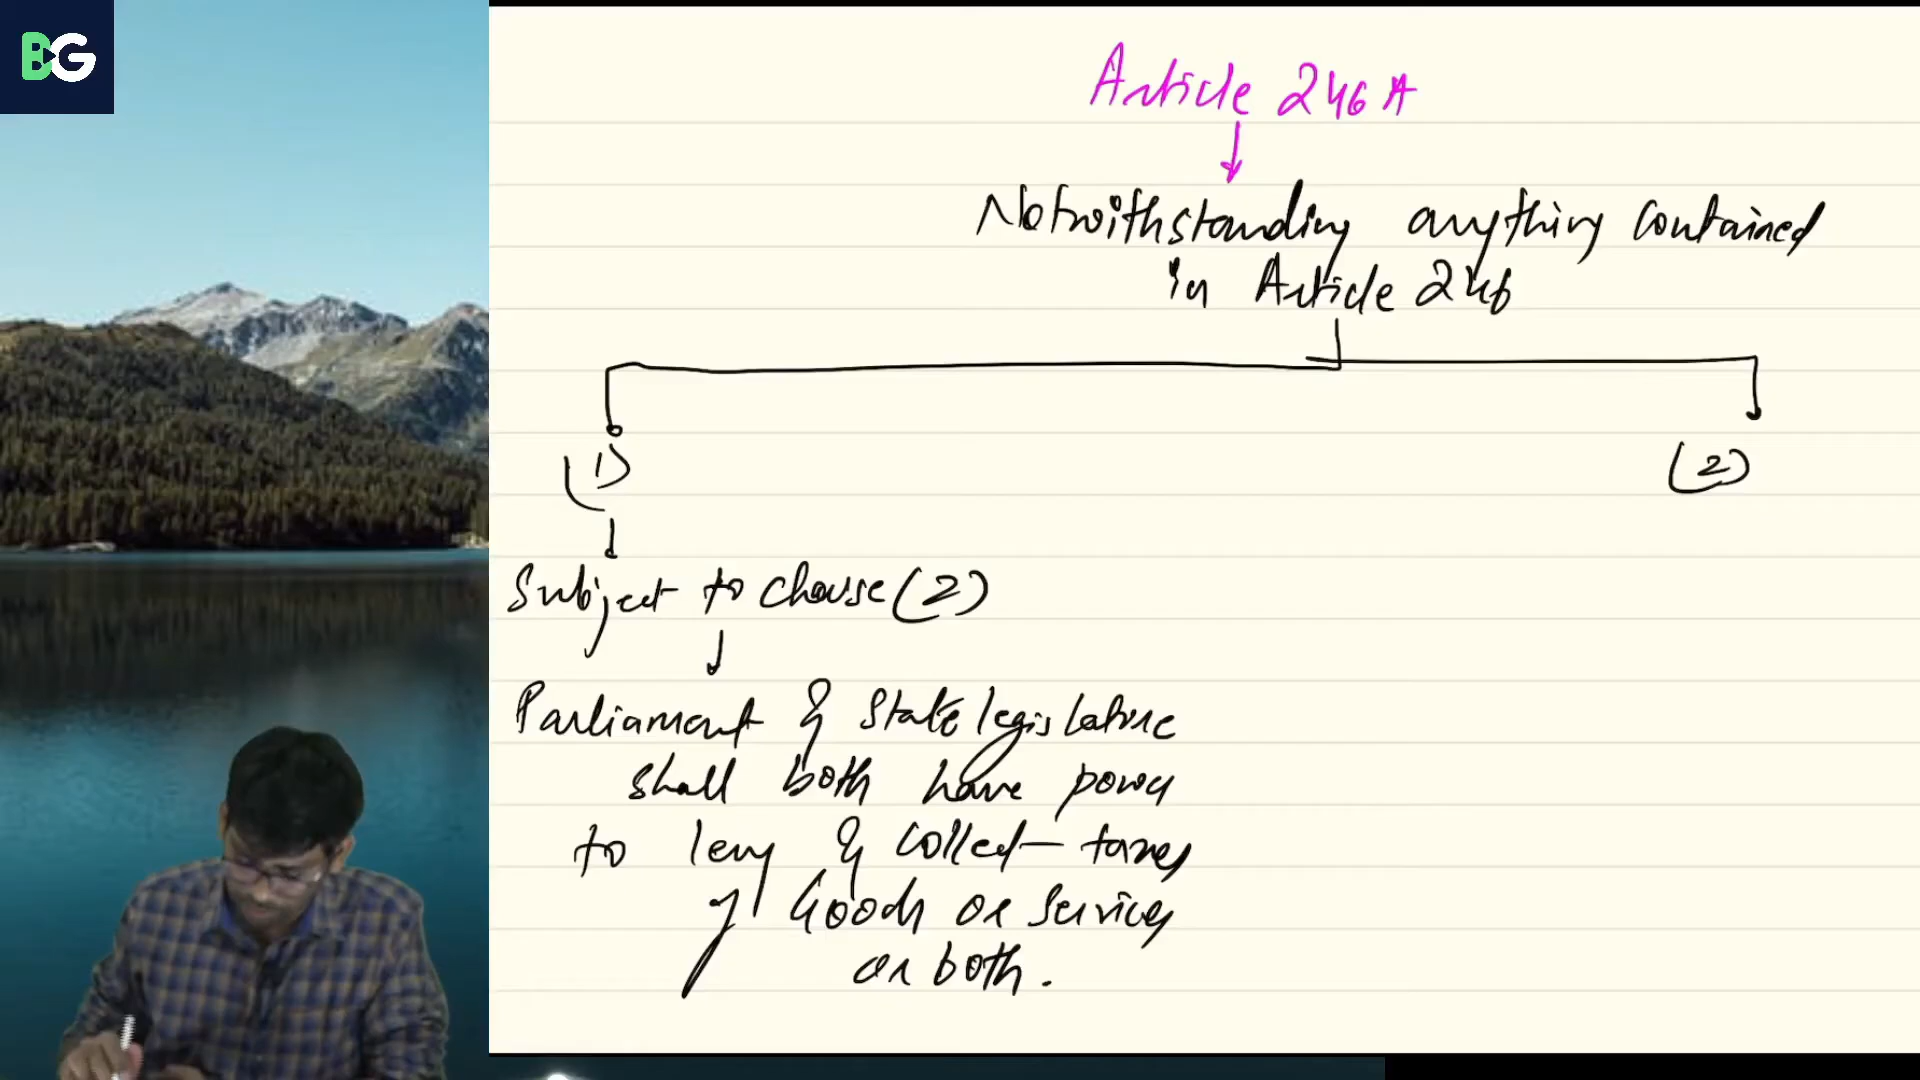 BG
Article 246A
Notwithstanding anything contained
in Article 246
(1)
(2)
Subject to clause (2)
Parliament & State legislature
shall both have power
to levy & collect taxes
of Goods or Services
or both.